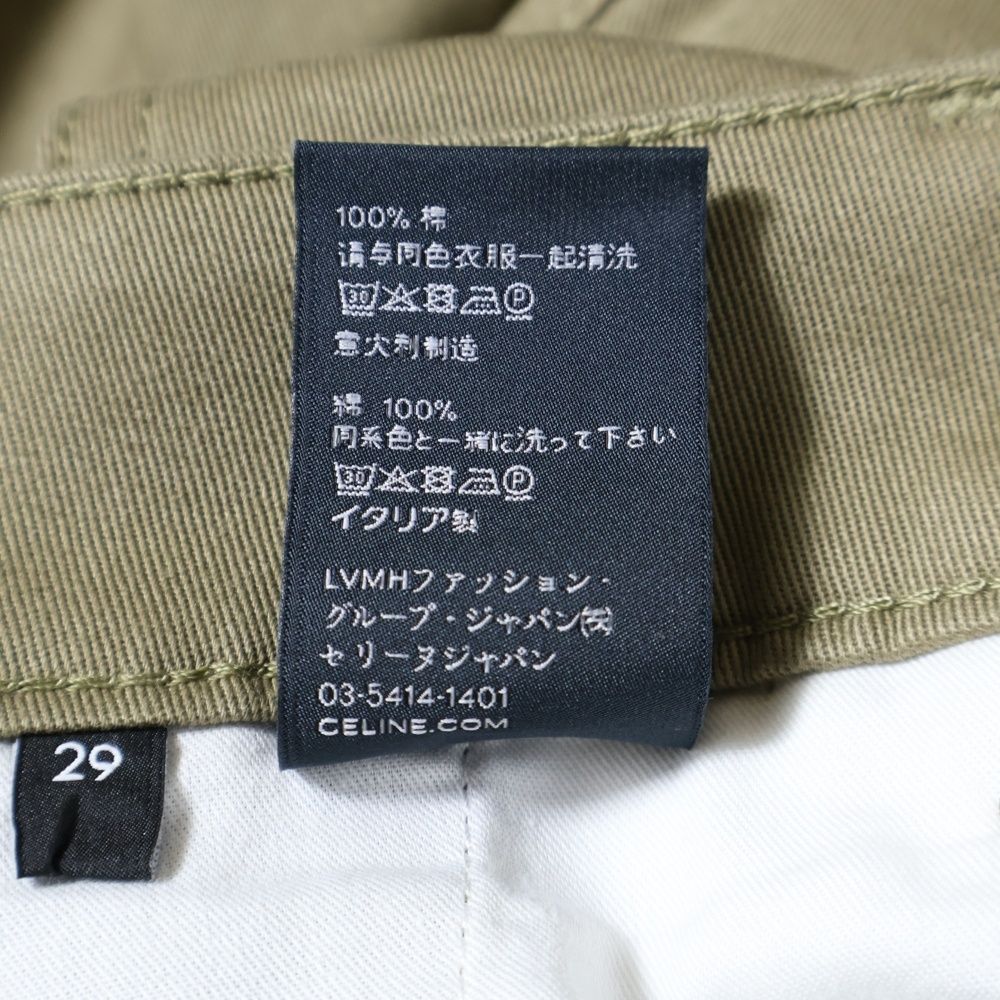 100% 棉
请与同色衣服一起清洗
30 P
意大利制造
綿 100%
同系色と一緒に洗って下さい
30 P
イタリア製
LVMHファッション・
グループ・ジャパン㈱
セリーヌジャパン
03-5414-1401
CELINE.COM
29